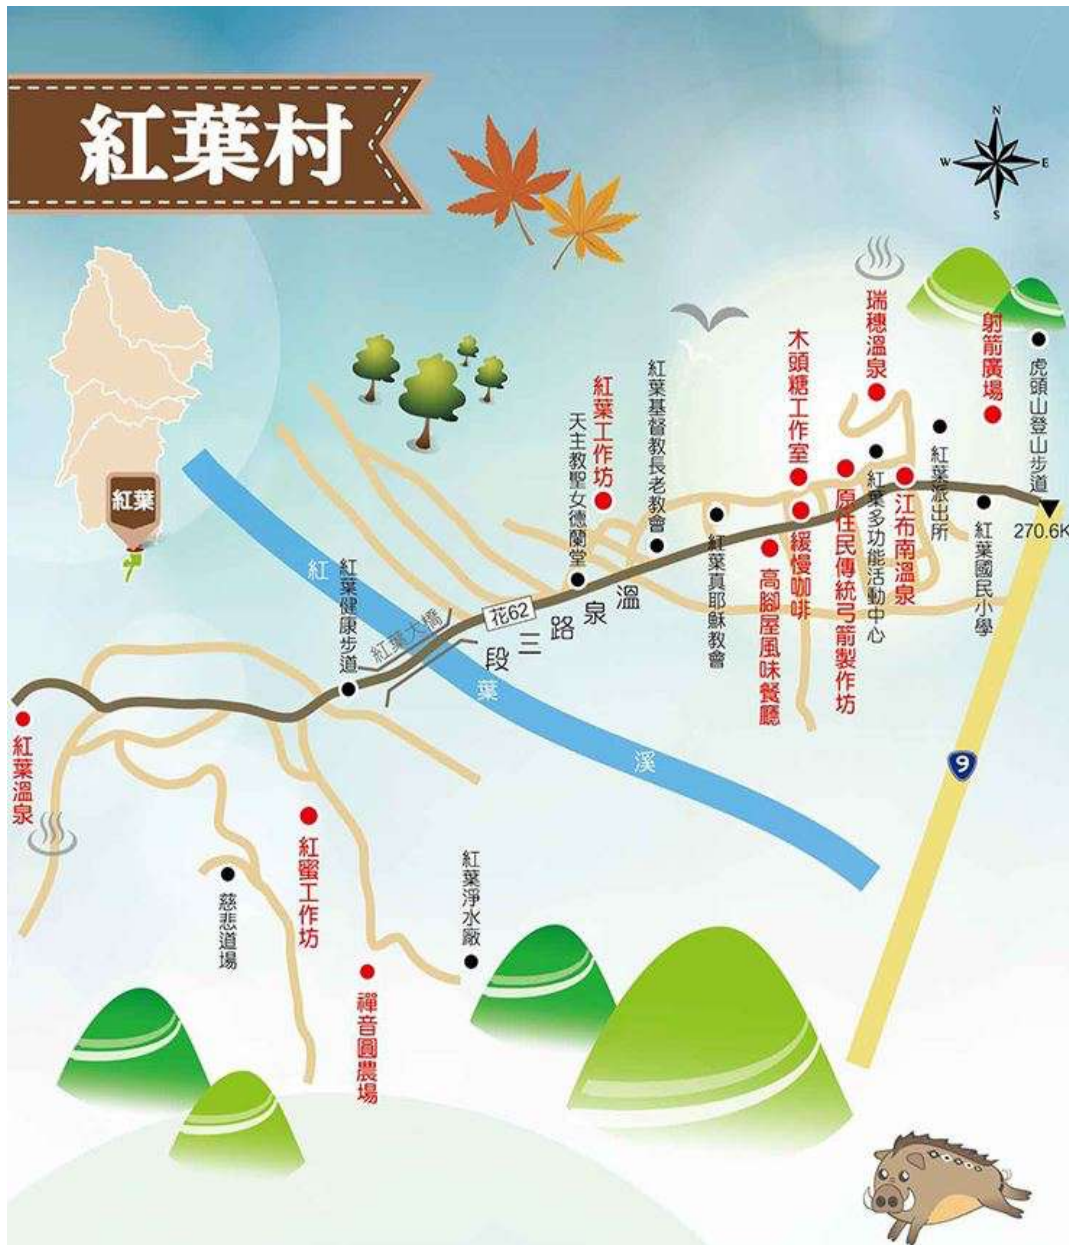 紅葉村
N
W
E
S
紅葉
瑞穗溫泉
射箭廣場
虎頭山登山步道
木頭糖工作室
紅葉基督教長老教會
紅葉工作坊
天主教聖女德蘭堂
紅葉派出所
紅葉多功能活動中心
原住民傳統弓箭製作坊
江布南溫泉
紅葉國民小學
270.6K
緩慢咖啡
高腳屋風味餐廳
紅葉真耶穌教會
花62
溫泉路三段
紅葉大橋
紅葉健康步道
紅葉溪
9
紅葉溫泉
紅蜜工作坊
慈悲道場
紅葉淨水廠
禪音圓農場